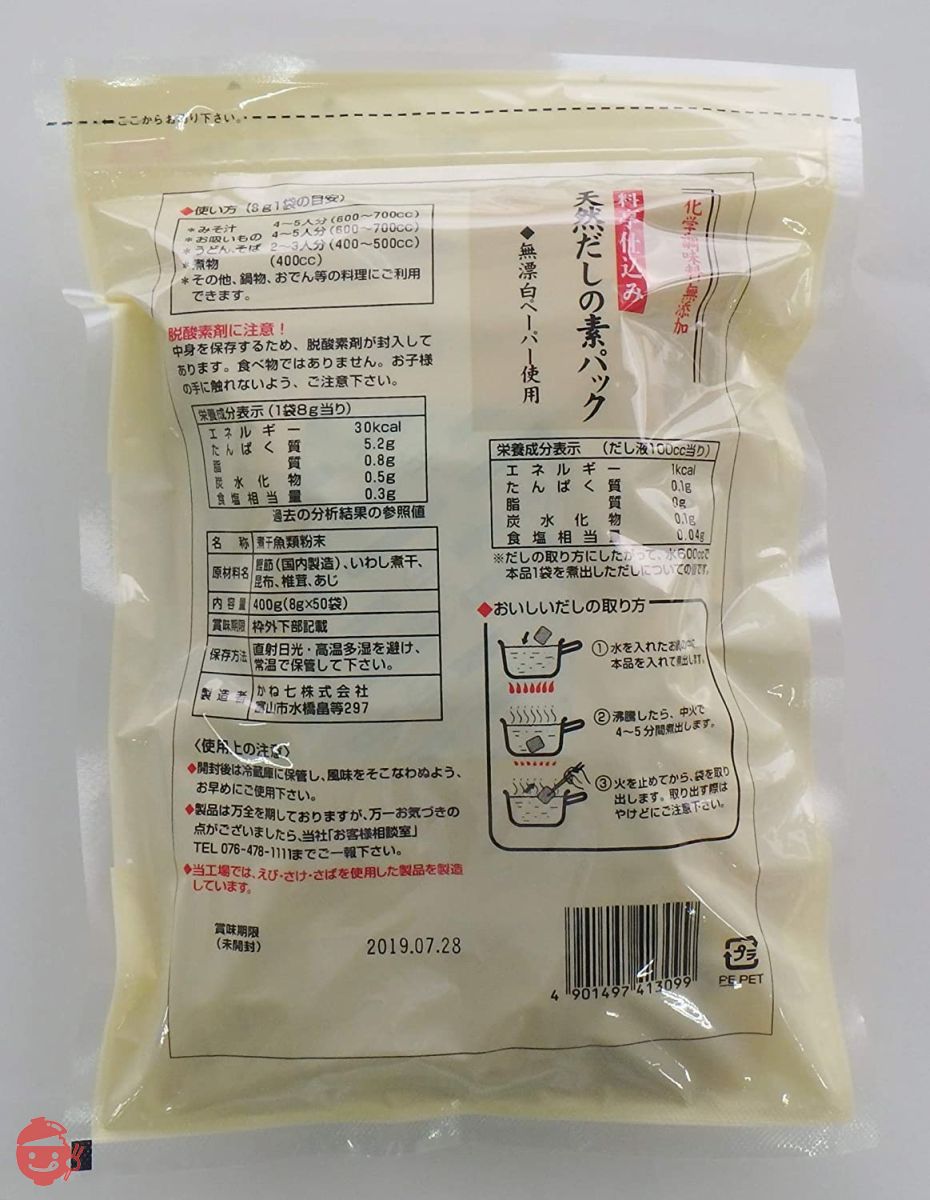 ←ここからお切り下さい。
化学調味料無添加
料亭仕込み
天然だしの素パック
◆無漂白ペーパー使用
◆使い方(8g1袋の目安)
*みそ汁 4～5人分(600～700cc)
*お吸いもの 4～5人分(600～700cc)
*うどん、そば 2～3人分(400～500cc)
*煮物 (400cc)
*その他、鍋物、おでん等の料理にご利用
できます。
脱酸素剤に注意!
中身を保存するため、脱酸素剤が封入して
あります。食べ物ではありません。お子様
の手に触れないよう、ご注意下さい。
栄養成分表示(1袋8g当り)
エネルギー 30kcal
たんぱく質 5.2g
脂質 0.8g
炭水化物 0.5g
食塩相当量 0.3g
過去の分析結果の参照値
名称 煮干魚類粉末
原材料名 鰹節(国内製造)、いわし煮干、
昆布、椎茸、あじ
内容量 400g(8g×50袋)
賞味期限 枠外下部記載
保存方法 直射日光・高温多湿を避け、
常温で保管して下さい。
製造者 かね七株式会社
富山市水橋畠等297
〈使用上の注意〉
◆開封後は冷蔵庫に保管し、風味をそこなわぬよう、
お早めにご使用下さい。
◆製品は万全を期しておりますが、万一お気づきの
点がございましたら、当社「お客様相談室」
TEL 076-478-1111までご一報下さい。
◆当工場では、えび・さけ・さばを使用した製品を製造
しています。
賞味期限
(未開封)
2019.07.28
栄養成分表示 (だし液100cc当り)
エネルギー 1kcal
たんぱく質 0.1g
脂質 0g
炭水化物 0.1g
食塩相当量 0.04g
※だしの取り方にしたがって、水600ccで
本品1袋を煮出しただしについての値です。
◆おいしいだしの取り方
①水を入れたお鍋の中に
本品を入れて煮出します。
②沸騰したら、中火で
4～5分間煮出します。
③火を止めてから、袋を取り
出します。取り出す際は
やけどにご注意下さい。
4 901497 413099
プラ
PE,PET